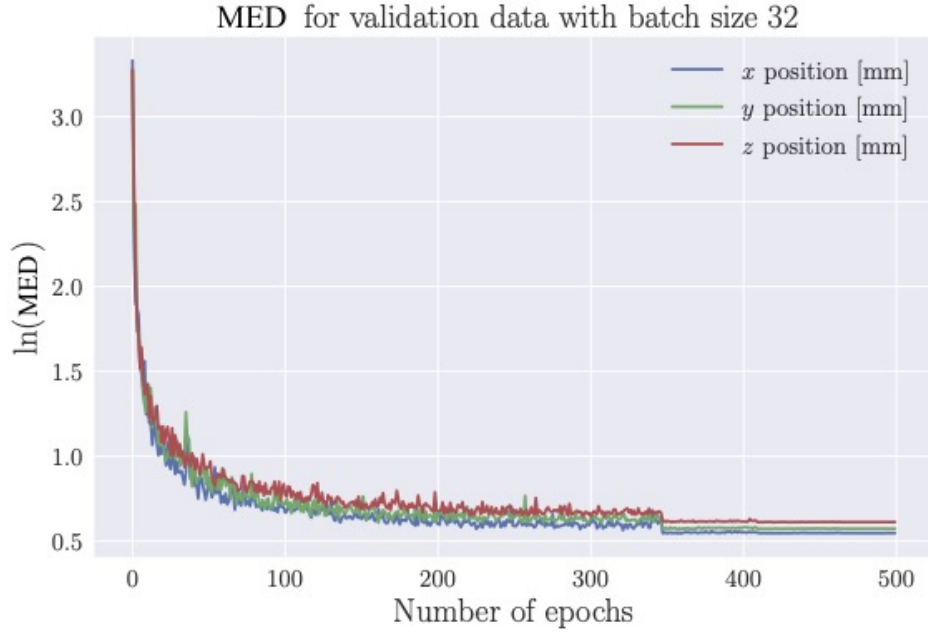 MED for validation data with batch size 32
x position [mm]
y position [mm]
z position [mm]
ln(MED)
3.0
2.5
2.0
1.5
1.0
0.5
0 100 200 300 400 500
Number of epochs